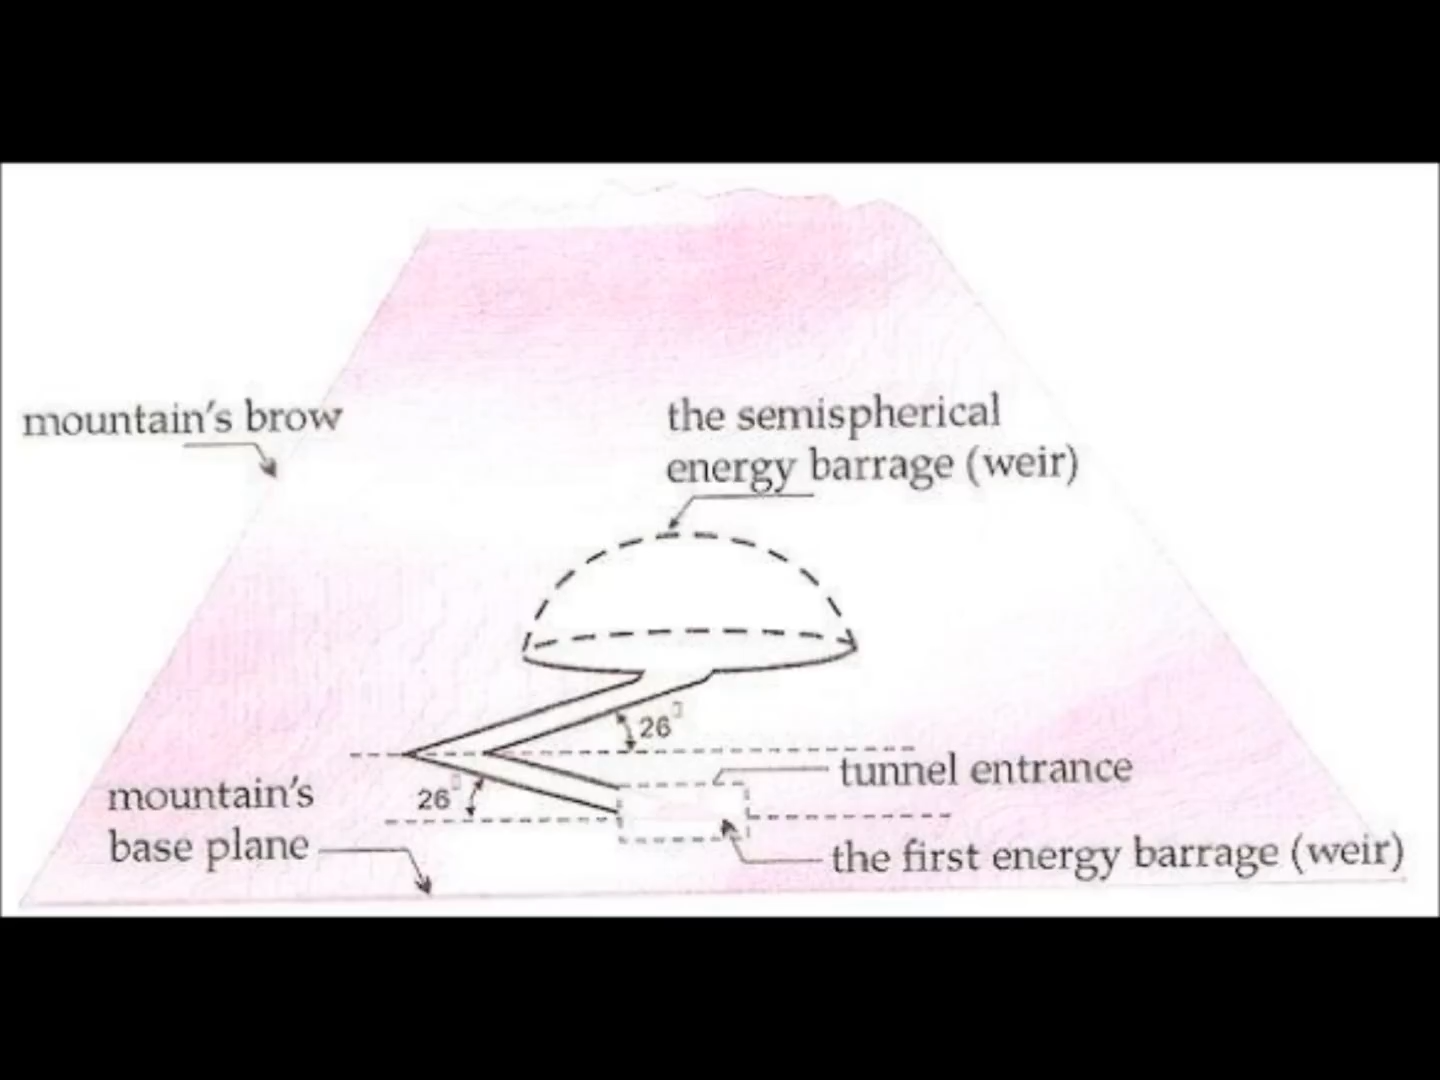 mountain's brow
the semispherical
energy barrage (weir)
26
tunnel entrance
26
mountain's
base plane
the first energy barrage (weir)